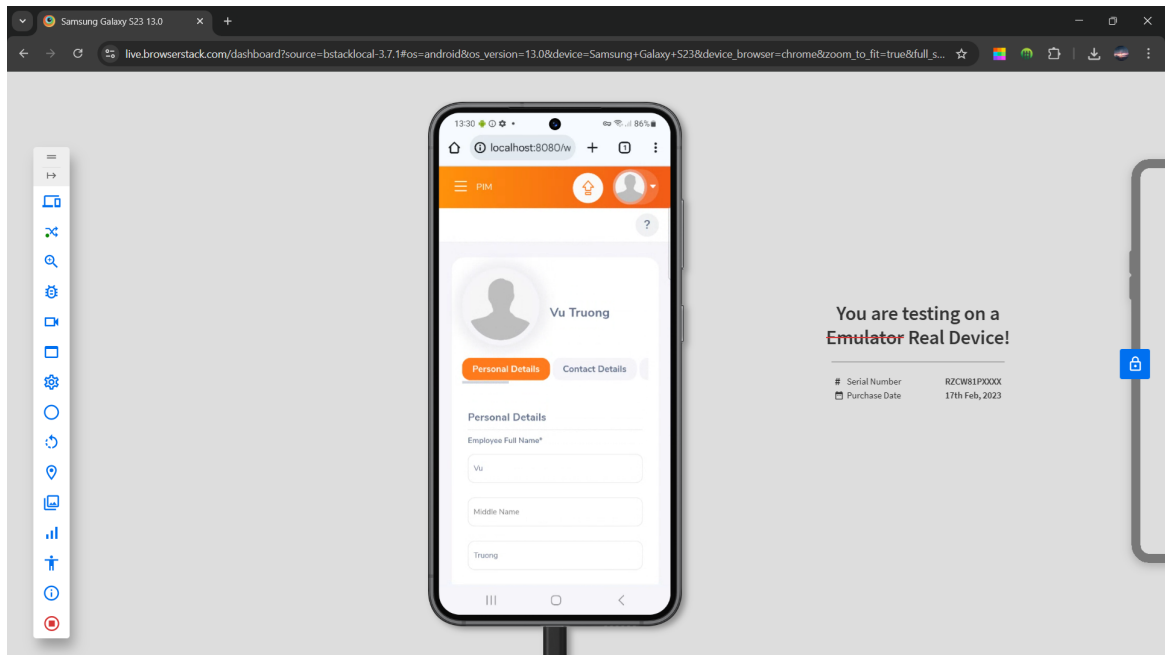 Samsung Galaxy S23 13.0
live.browserstack.com/dashboard?source=bstacklocal-3.7.1#os=android&os_version=13.0&device=Samsung+Galaxy+S23&device_browser=chrome&zoom_to_fit=true&full_s...
13:30
86%
localhost:8080/w
1
PIM
?
Vu Truong
Personal Details
Contact Details
Personal Details
Employee Full Name*
Vu
Middle Name
Truong
You are testing on a
Emulator Real Device!
# Serial Number RZCW81PXXXX
Purchase Date 17th Feb, 2023